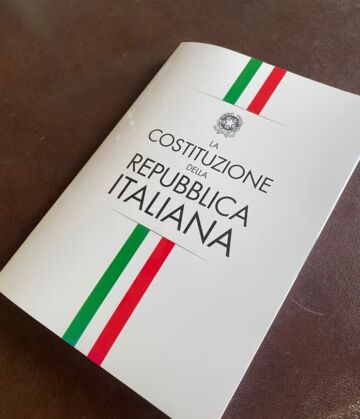 LA
COSTITUZIONE
DELLA
REPUBBLICA
ITALIANA